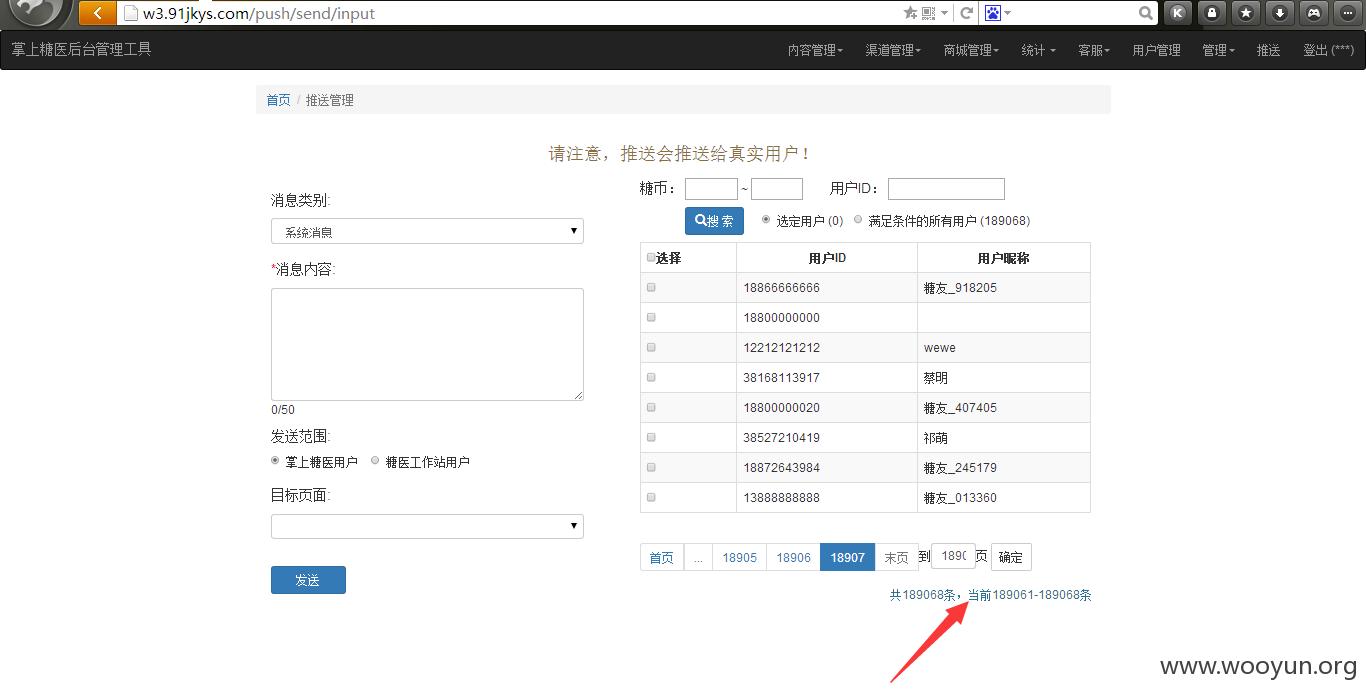 w3.91jkys.com/push/send/input
掌上糖医后台管理工具 内容管理 渠道管理 商城管理 统计 客服 用户管理 管理 推送 登出 (***)
首页 / 推送管理
请注意，推送会推送给真实用户！
消息类别:
系统消息
*消息内容:
0/50
发送范围:
掌上糖医用户 糖医工作站用户
目标页面:
发送
糖币： ~ 用户ID：
搜 索 选定用户 (0) 满足条件的所有用户 (189068)
选择 用户ID 用户昵称
18866666666 糖友_918205
18800000000
12212121212 wewe
38168113917 蔡明
18800000020 糖友_407405
38527210419 祁萌
18872643984 糖友_245179
13888888888 糖友_013360
首页 ... 18905 18906 18907 末页 到 1890 页 确定
共189068条，当前189061-189068条
www.wooyun.org